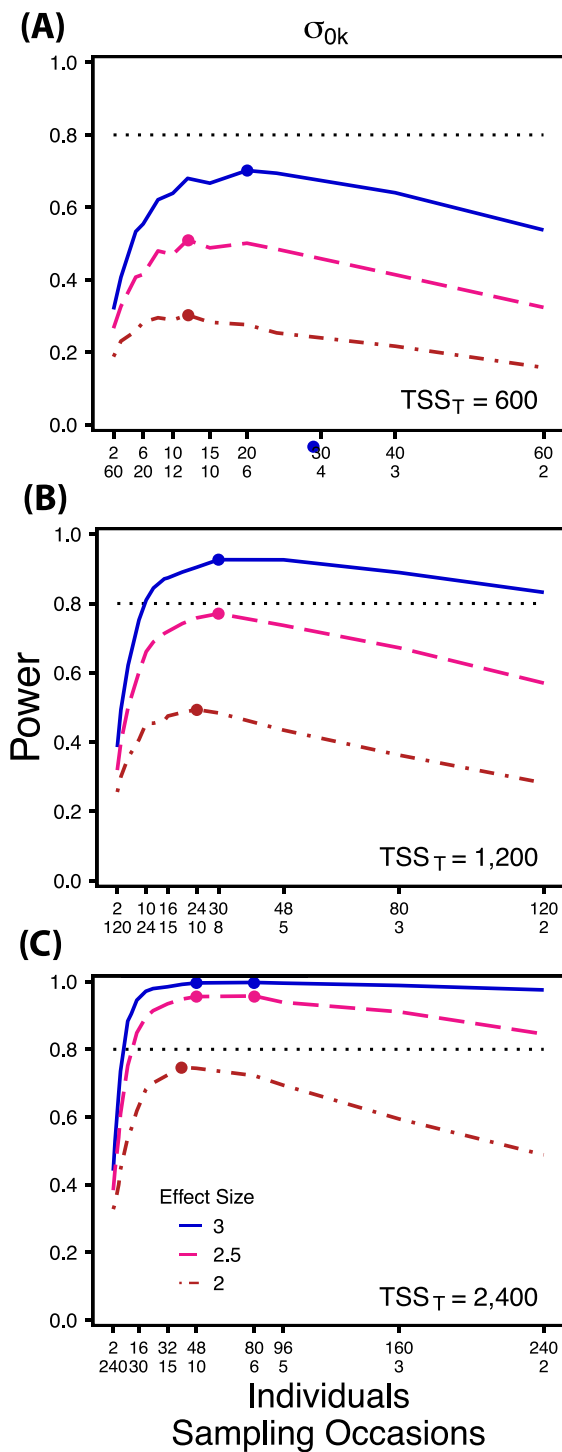 (A)
σ0k
1.0
0.8
0.6
0.4
0.2
0.0
TSST = 600
2 6 10 15 20 30 40 60
60 20 12 10 6 4 3 2
(B)
1.0
0.8
0.6
0.4
0.2
0.0
Power
TSST = 1,200
2 10 16 24 30 48 80 120
120 24 15 10 8 5 3 2
(C)
1.0
0.8
0.6
0.4
0.2
0.0
Effect Size
3
2.5
2
TSST = 2,400
2 16 32 48 80 96 160 240
240 30 15 10 6 5 3 2
Individuals
Sampling Occasions